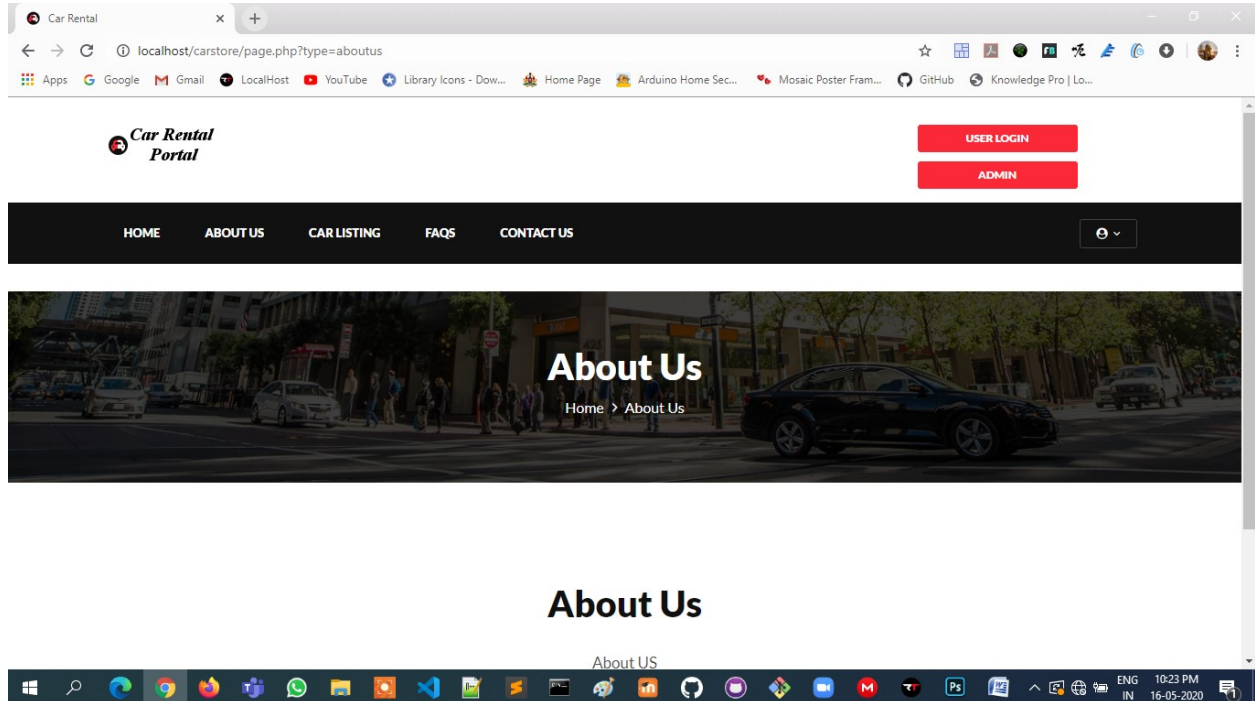 Car Rental
localhost/carstore/page.php?type=aboutus
Apps Google Gmail LocalHost YouTube Library Icons - Dow... Home Page Arduino Home Sec... Mosaic Poster Fram... GitHub Knowledge Pro | Lo...
Car Rental
Portal
USER LOGIN
ADMIN
HOME ABOUT US CAR LISTING FAQS CONTACT US
About Us
Home > About Us
About Us
About US
ENG 10:23 PM
IN 16-05-2020